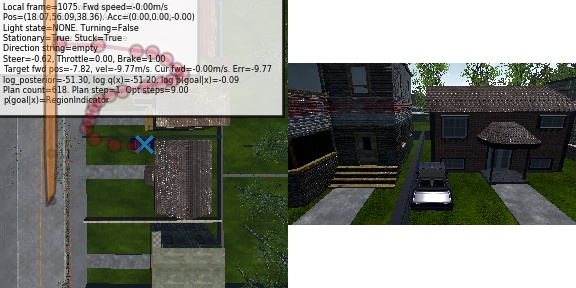 Local frame=1075. Fwd speed=-0.00m/s
Pos=(18.07,56.09,38.36). Acc=(0.00,0.00,-0.00)
Light state=NONE. Turning=False
Stationary=True. Stuck=True
Direction string=empty
Steer=-0.62, Throttle=0.00, Brake=1.00
Target fwd pos=-7.82, vel=-9.77m/s. Cur fwd=-0.00m/s. Err=-9.77
log_posterior=-51.30, log q(x)=-51.20, log p(goal|x)=-0.09
Plan count=618. Plan step=1. Opt steps=9.00
p(goal|x)=RegionIndicator